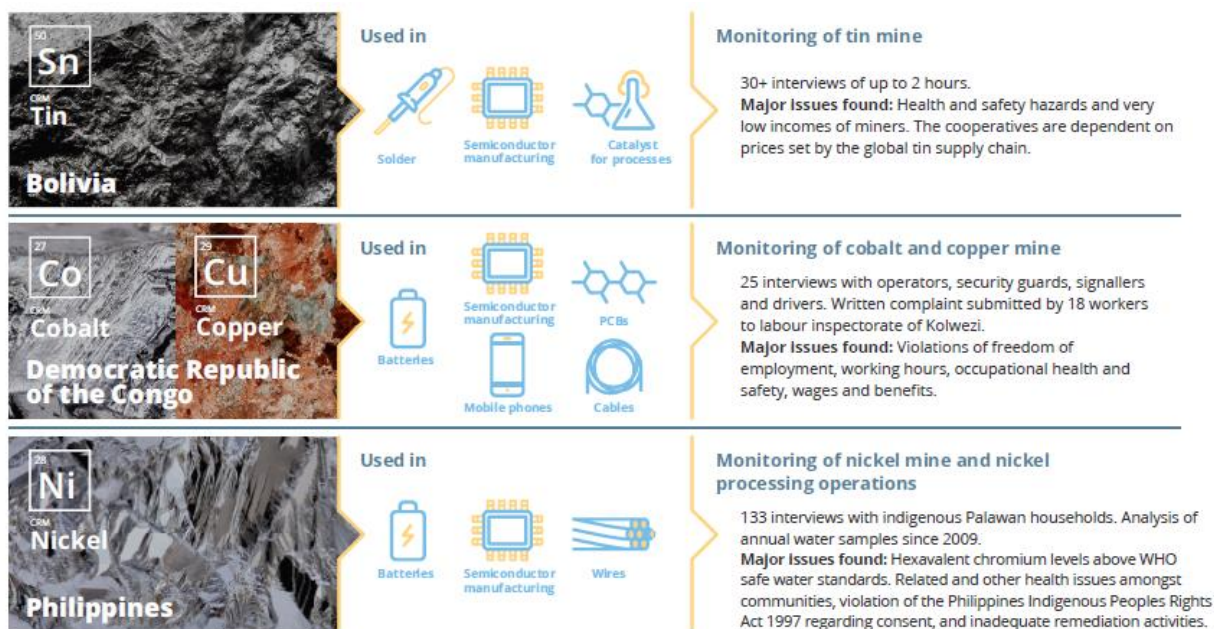 50
Sn
CRM
Tin
Bolivia
Used in
Solder
Semiconductor
manufacturing
Catalyst
for processes
Monitoring of tin mine
30+ interviews of up to 2 hours.
Major issues found: Health and safety hazards and very
low incomes of miners. The cooperatives are dependent on
prices set by the global tin supply chain.
27
Co
CRM
Cobalt
29
Cu
CRM
Copper
Democratic Republic
of the Congo
Used in
Batteries
Semiconductor
manufacturing
PCBs
Mobile phones
Cables
Monitoring of cobalt and copper mine
25 interviews with operators, security guards, signallers
and drivers. Written complaint submitted by 18 workers
to labour inspectorate of Kolwezi.
Major issues found: Violations of freedom of
employment, working hours, occupational health and
safety, wages and benefits.
28
Ni
CRM
Nickel
Philippines
Used in
Batteries
Semiconductor
manufacturing
Wires
Monitoring of nickel mine and nickel
processing operations
133 interviews with indigenous Palawan households. Analysis of
annual water samples since 2009.
Major issues found: Hexavalent chromium levels above WHO
safe water standards. Related and other health issues amongst
communities, violation of the Philippines Indigenous Peoples Rights
Act 1997 regarding consent, and inadequate remediation activities.